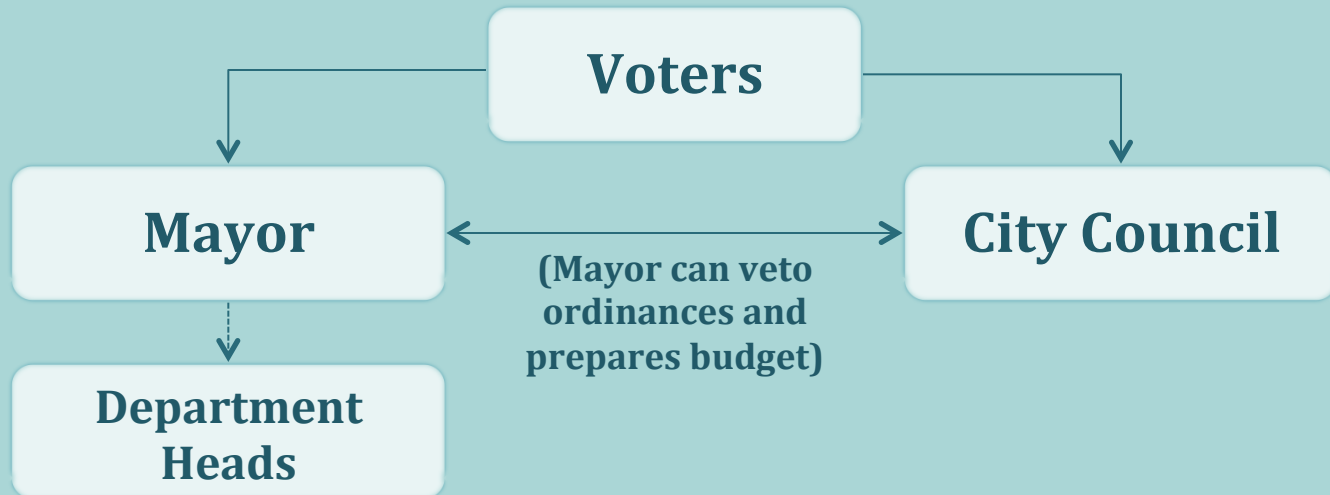 Voters
Mayor
City Council
(Mayor can veto
ordinances and
prepares budget)
Department
Heads